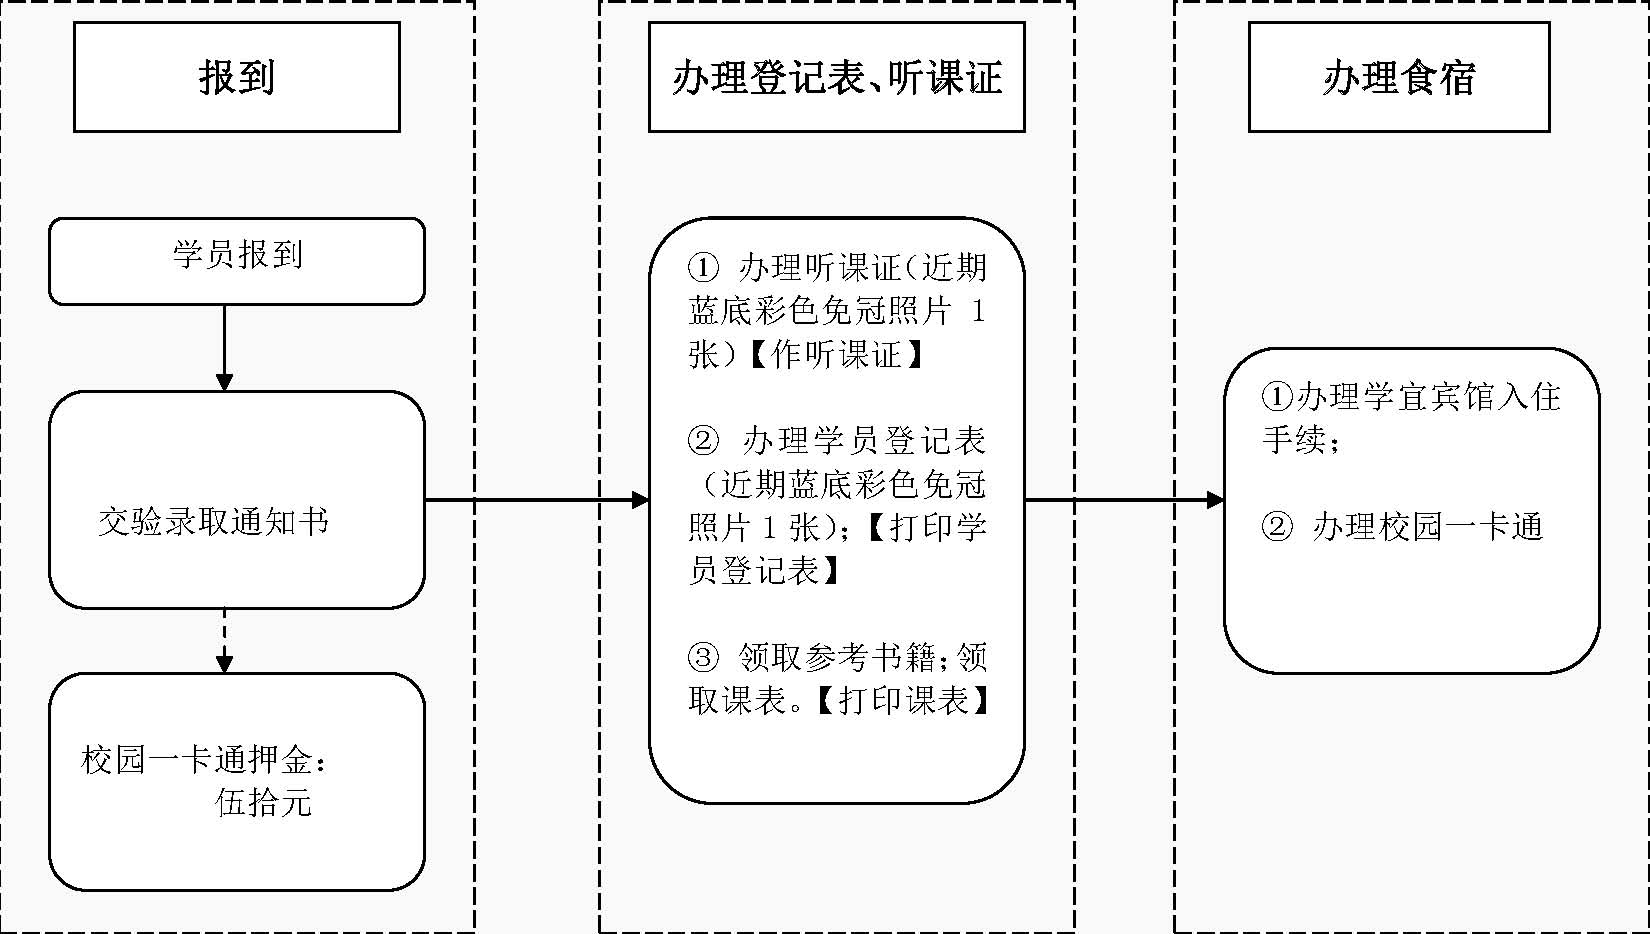 报到
学员报到
交验录取通知书
校园一卡通押金：
伍拾元
办理登记表、听课证
① 办理听课证（近期
蓝底彩色免冠照片 1
张）【作听课证】
② 办理学员登记表
（近期蓝底彩色免冠
照片 1 张）；【打印学
员登记表】
③ 领取参考书籍；领
取课表。【打印课表】
办理食宿
①办理学宜宾馆入住
手续；
② 办理校园一卡通